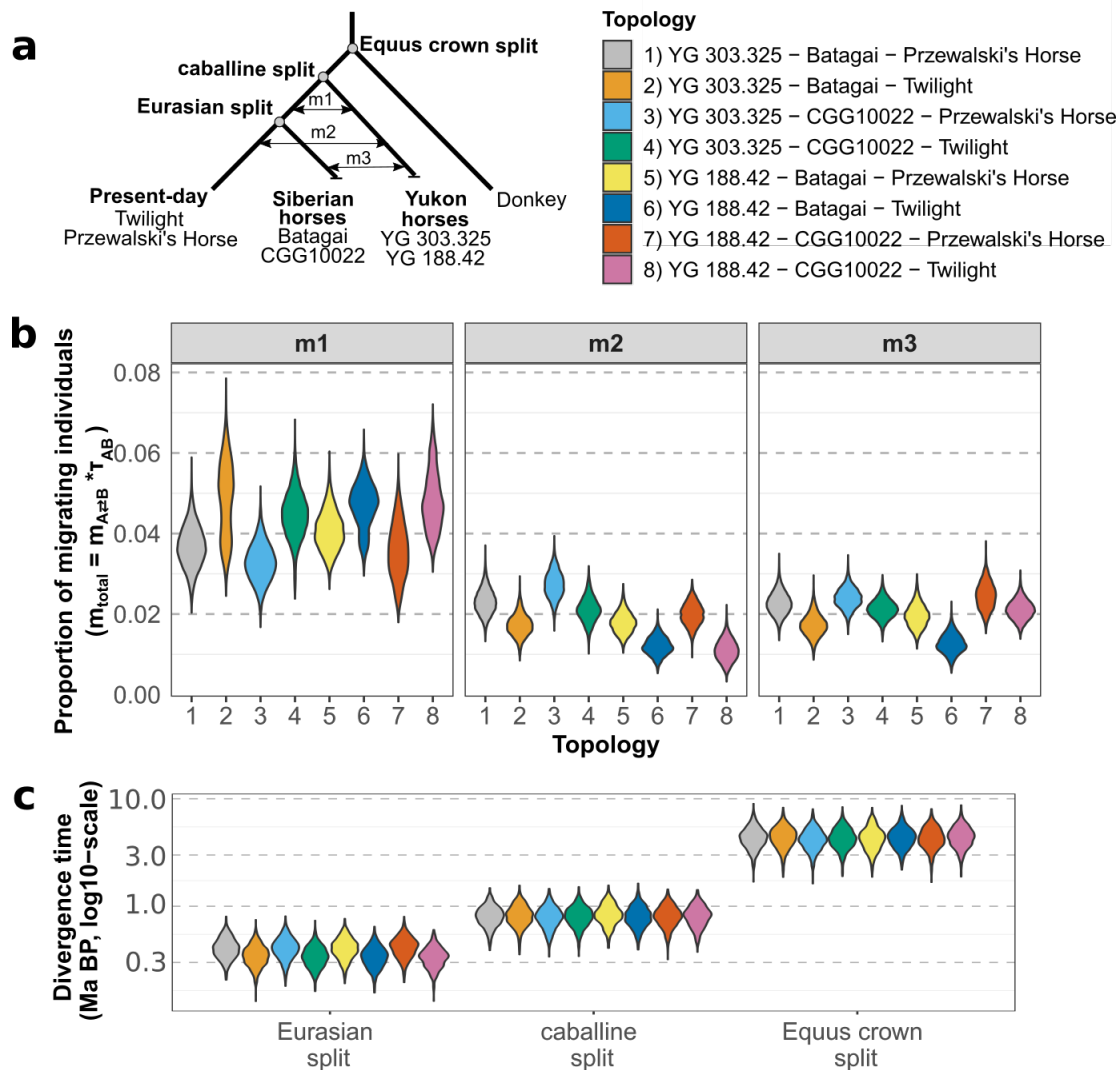 a
Equus crown split
caballine split
Eurasian split
m1
m2
m3
Present-day
Twilight
Przewalski's Horse
Siberian
horses
Batagai
CGG10022
Yukon
horses
YG 303.325
YG 188.42
Donkey
Topology
1) YG 303.325 − Batagai − Przewalski's Horse
2) YG 303.325 − Batagai − Twilight
3) YG 303.325 − CGG10022 − Przewalski's Horse
4) YG 303.325 − CGG10022 − Twilight
5) YG 188.42 − Batagai − Przewalski's Horse
6) YG 188.42 − Batagai − Twilight
7) YG 188.42 − CGG10022 − Przewalski's Horse
8) YG 188.42 − CGG10022 − Twilight
b
Proportion of migrating individuals
(m_total = m_A⇄B *τ_AB)
m1 m2 m3
0.08
0.06
0.04
0.02
0.00
1 2 3 4 5 6 7 8 1 2 3 4 5 6 7 8 1 2 3 4 5 6 7 8
Topology
c
Divergence time
(Ma BP, log10−scale)
10.0
3.0
1.0
0.3
Eurasian
split
caballine
split
Equus crown
split